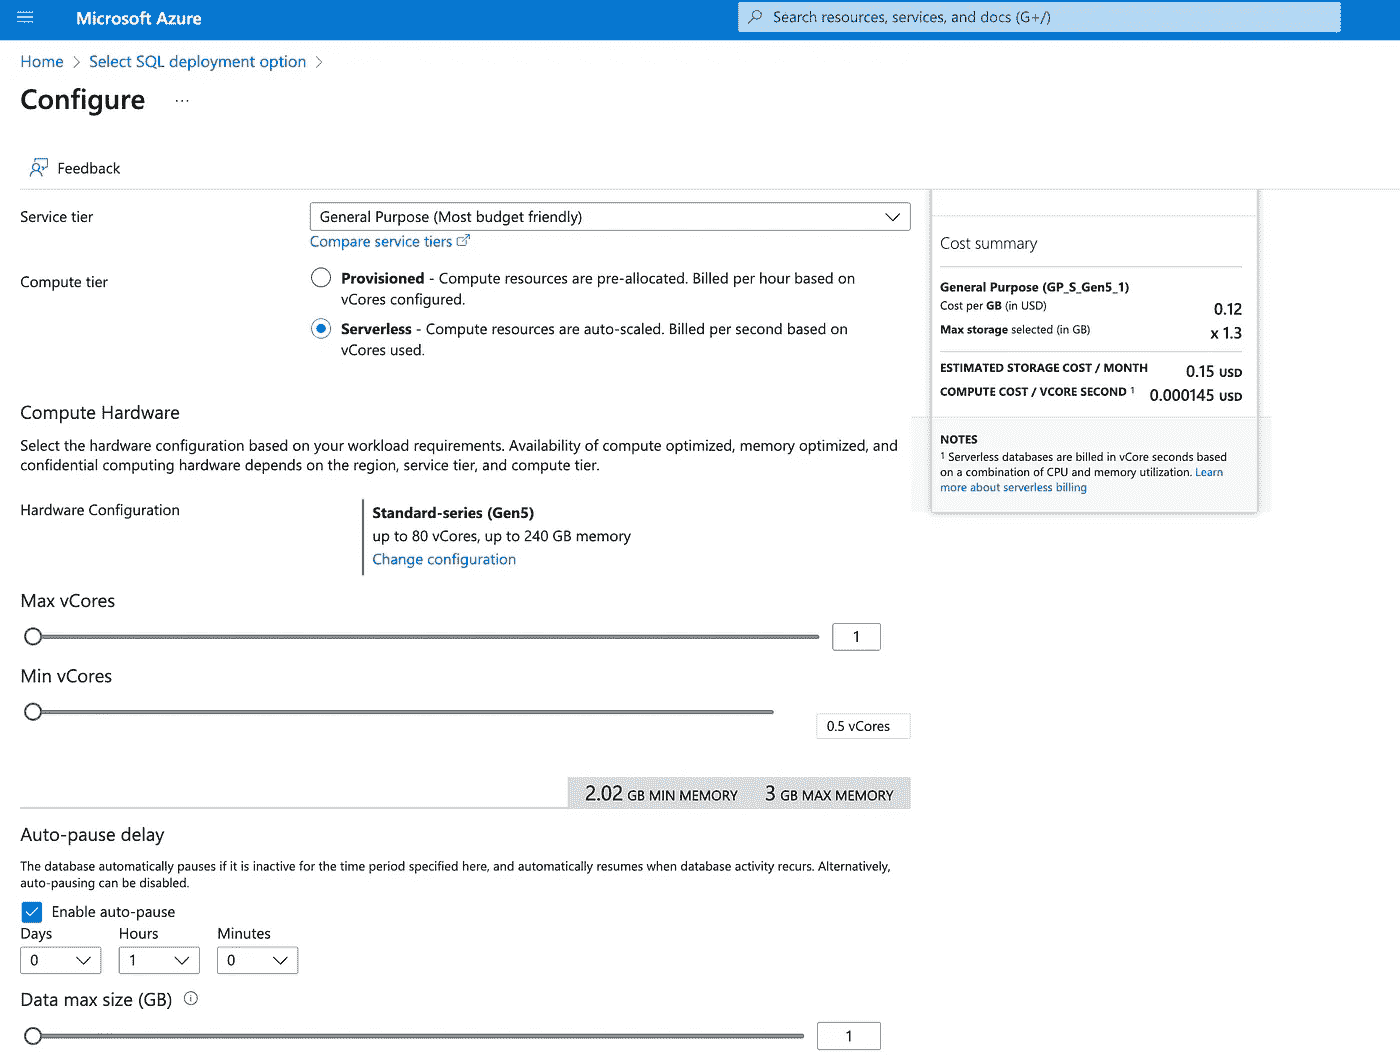 Microsoft Azure
Search resources, services, and docs (G+/)
Home > Select SQL deployment option >
Configure ...
Feedback
Service tier
General Purpose (Most budget friendly)
Compare service tiers
Compute tier
Provisioned - Compute resources are pre-allocated. Billed per hour based on
vCores configured.
Serverless - Compute resources are auto-scaled. Billed per second based on
vCores used.
Compute Hardware
Select the hardware configuration based on your workload requirements. Availability of compute optimized, memory optimized, and
confidential computing hardware depends on the region, service tier, and compute tier.
Hardware Configuration
Standard-series (Gen5)
up to 80 vCores, up to 240 GB memory
Change configuration
Max vCores
1
Min vCores
0.5 vCores
2.02 GB MIN MEMORY 3 GB MAX MEMORY
Auto-pause delay
The database automatically pauses if it is inactive for the time period specified here, and automatically resumes when database activity recurs. Alternatively,
auto-pausing can be disabled.
Enable auto-pause
Days Hours Minutes
0 1 0
Data max size (GB)
1
Cost summary
General Purpose (GP_S_Gen5_1)
Cost per GB (in USD) 0.12
Max storage selected (in GB) x 1.3
ESTIMATED STORAGE COST / MONTH 0.15 USD
COMPUTE COST / VCORE SECOND 1 0.000145 USD
NOTES
1 Serverless databases are billed in vCore seconds based
on a combination of CPU and memory utilization. Learn
more about serverless billing